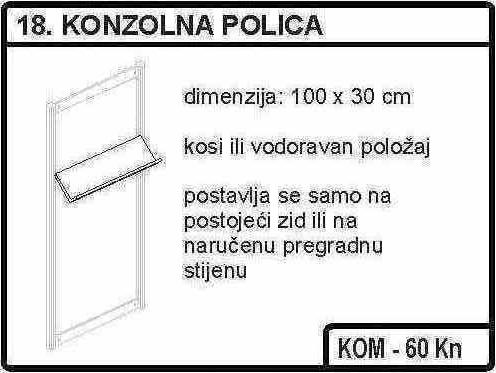 18. KONZOLNA POLICA
dimenzija: 100 x 30 cm
kosi ili vodoravan položaj
postavlja se samo na
postojeći zid ili na
naručenu pregradnu
stijenu
KOM - 60 Kn